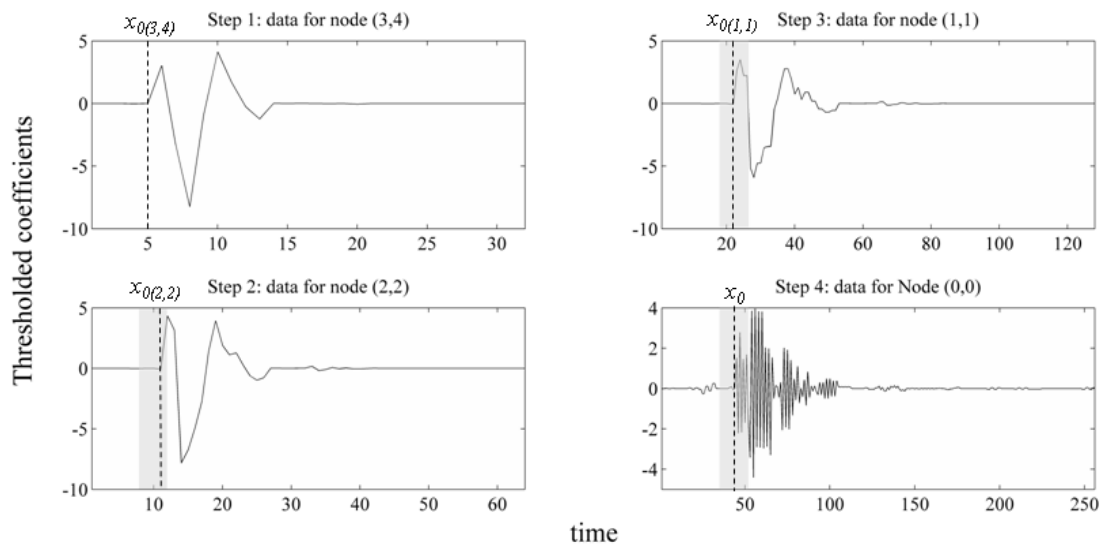 x0(3,4) Step 1: data for node (3,4)
5
0
-5
-10
5 10 15 20 25 30
x0(1,1) Step 3: data for node (1,1)
5
0
-5
-10
20 40 60 80 100 120
Thresholded coefficients
x0(2,2) Step 2: data for node (2,2)
5
0
-5
-10
10 20 30 40 50 60
x0 Step 4: data for Node (0,0)
4
2
0
-2
-4
50 100 150 200 250
time